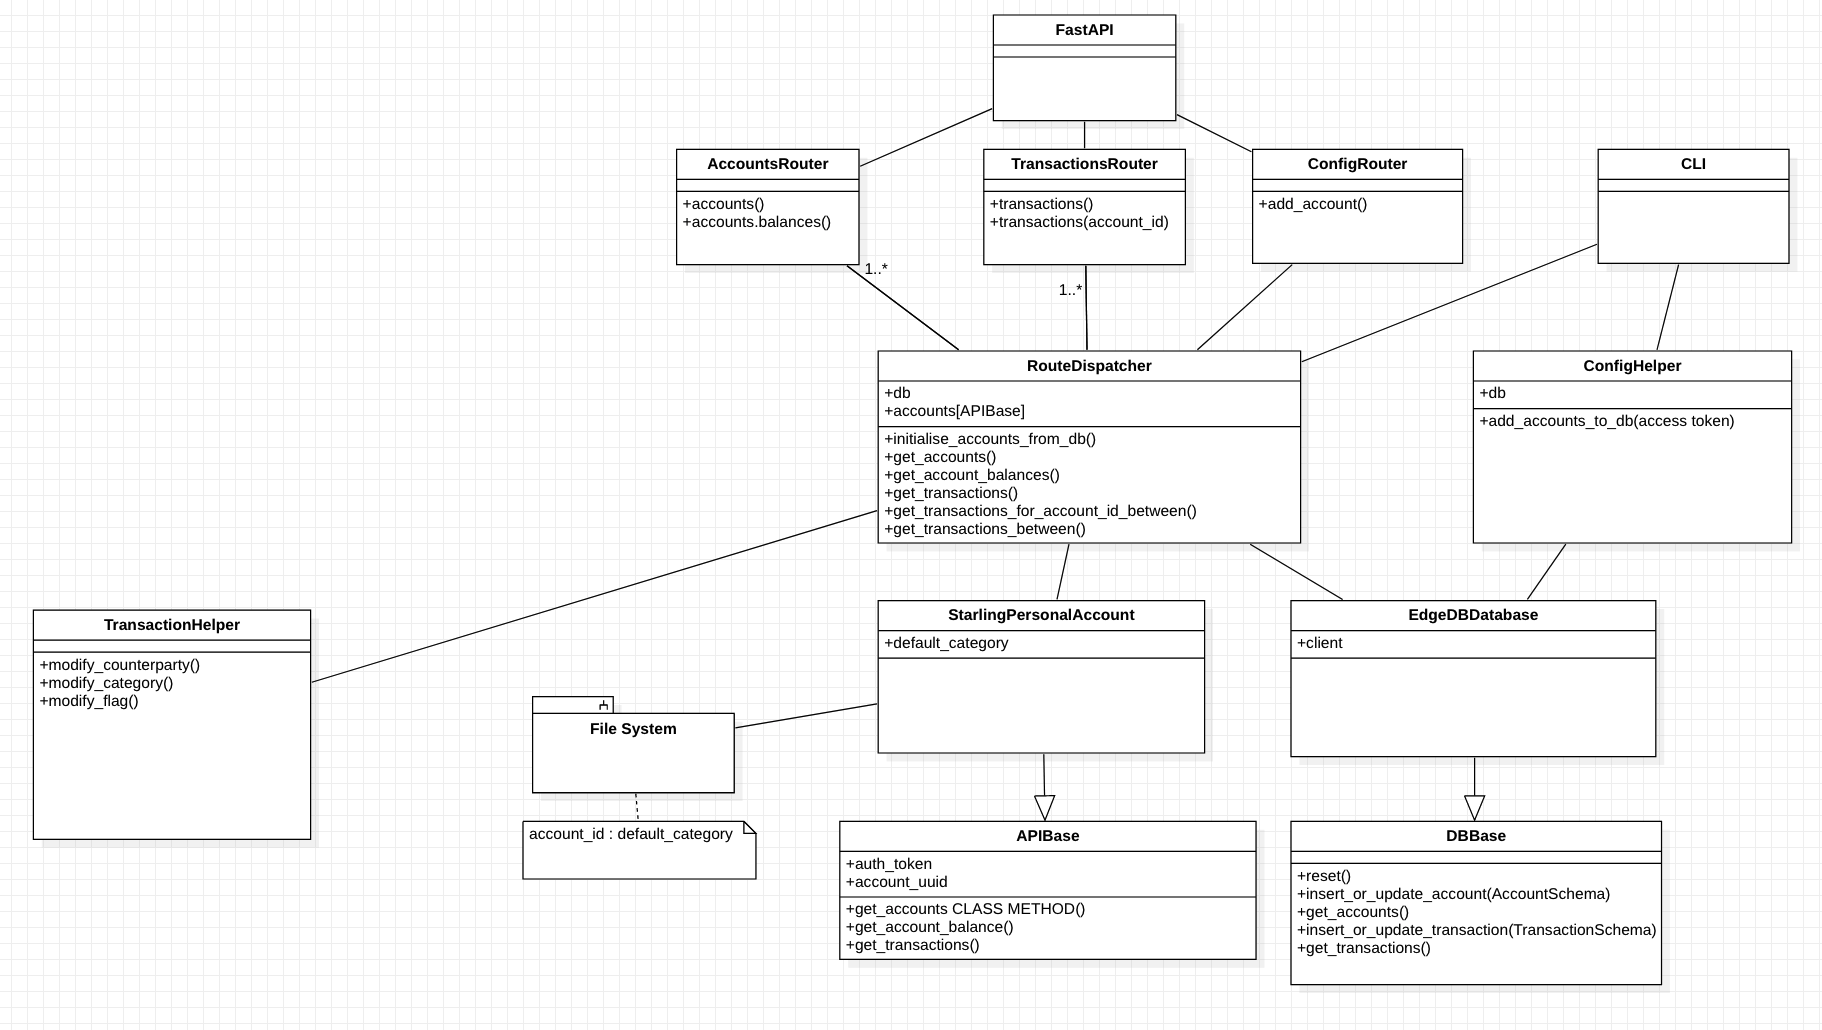 FastAPI
AccountsRouter
+accounts()
+accounts.balances()
TransactionsRouter
+transactions()
+transactions(account_id)
ConfigRouter
+add_account()
CLI
1..*
1..*
RouteDispatcher
+db
+accounts[APIBase]
+initialise_accounts_from_db()
+get_accounts()
+get_account_balances()
+get_transactions()
+get_transactions_for_account_id_between()
+get_transactions_between()
ConfigHelper
+db
+add_accounts_to_db(access token)
TransactionHelper
+modify_counterparty()
+modify_category()
+modify_flag()
StarlingPersonalAccount
+default_category
EdgeDBDatabase
+client
File System
account_id : default_category
APIBase
+auth_token
+account_uuid
+get_accounts CLASS METHOD()
+get_account_balance()
+get_transactions()
DBBase
+reset()
+insert_or_update_account(AccountSchema)
+get_accounts()
+insert_or_update_transaction(TransactionSchema)
+get_transactions()